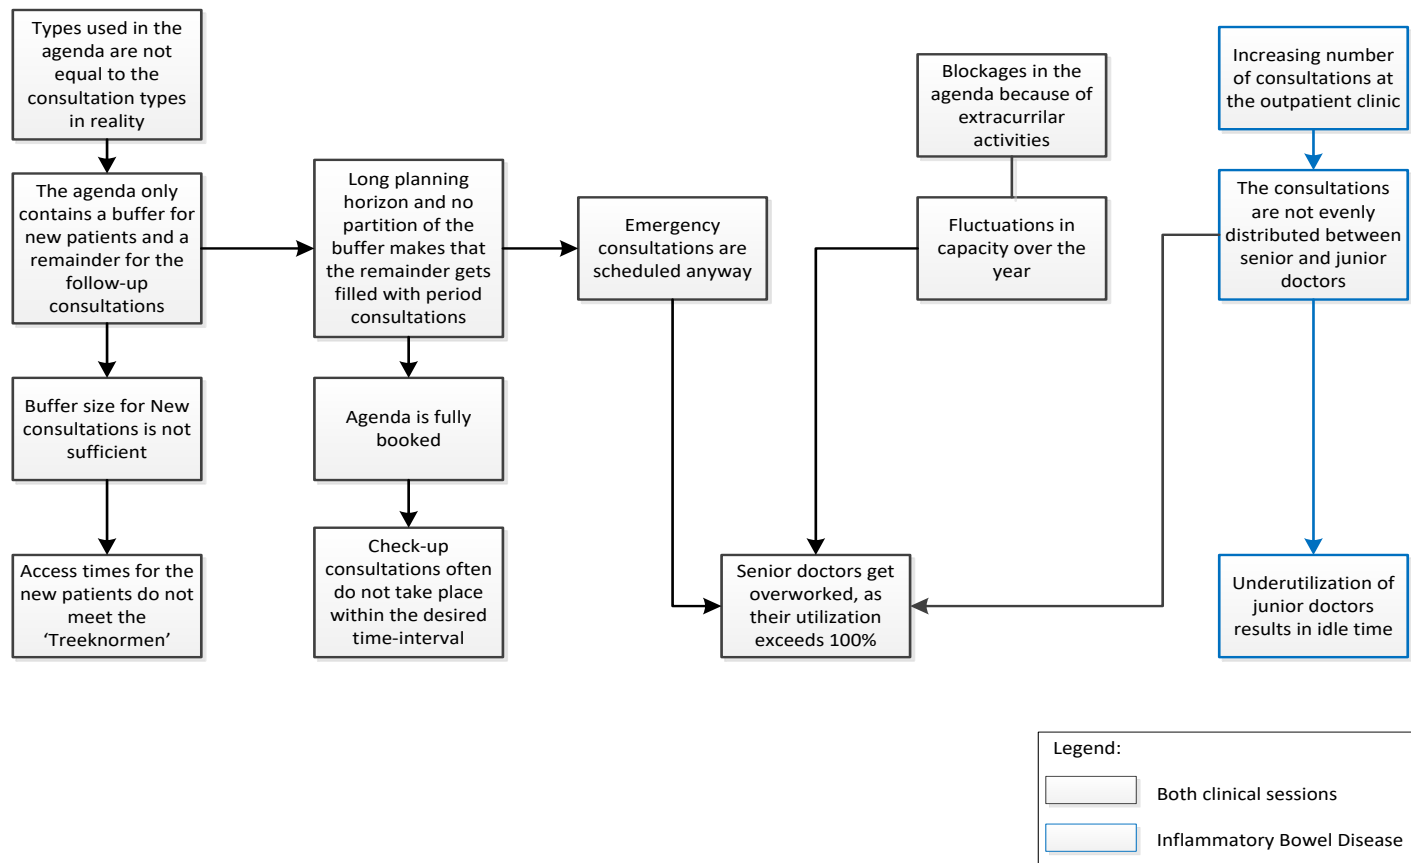 Types used in the
agenda are not
equal to the
consultation types
in reality
The agenda only
contains a buffer for
new patients and a
remainder for the
follow-up
consultations
Buffer size for New
consultations is not
sufficient
Access times for the
new patients do not
meet the
‘Treeknormen’
Long planning
horizon and no
partition of the
buffer makes that
the remainder gets
filled with period
consultations
Agenda is fully
booked
Check-up
consultations often
do not take place
within the desired
time-interval
Emergency
consultations are
scheduled anyway
Blockages in the
agenda because of
extracurrilar
activities
Fluctuations in
capacity over the
year
Senior doctors get
overworked, as
their utilization
exceeds 100%
Increasing number
of consultations at
the outpatient clinic
The consultations
are not evenly
distributed between
senior and junior
doctors
Underutilization of
junior doctors
results in idle time
Legend:
Both clinical sessions
Inflammatory Bowel Disease